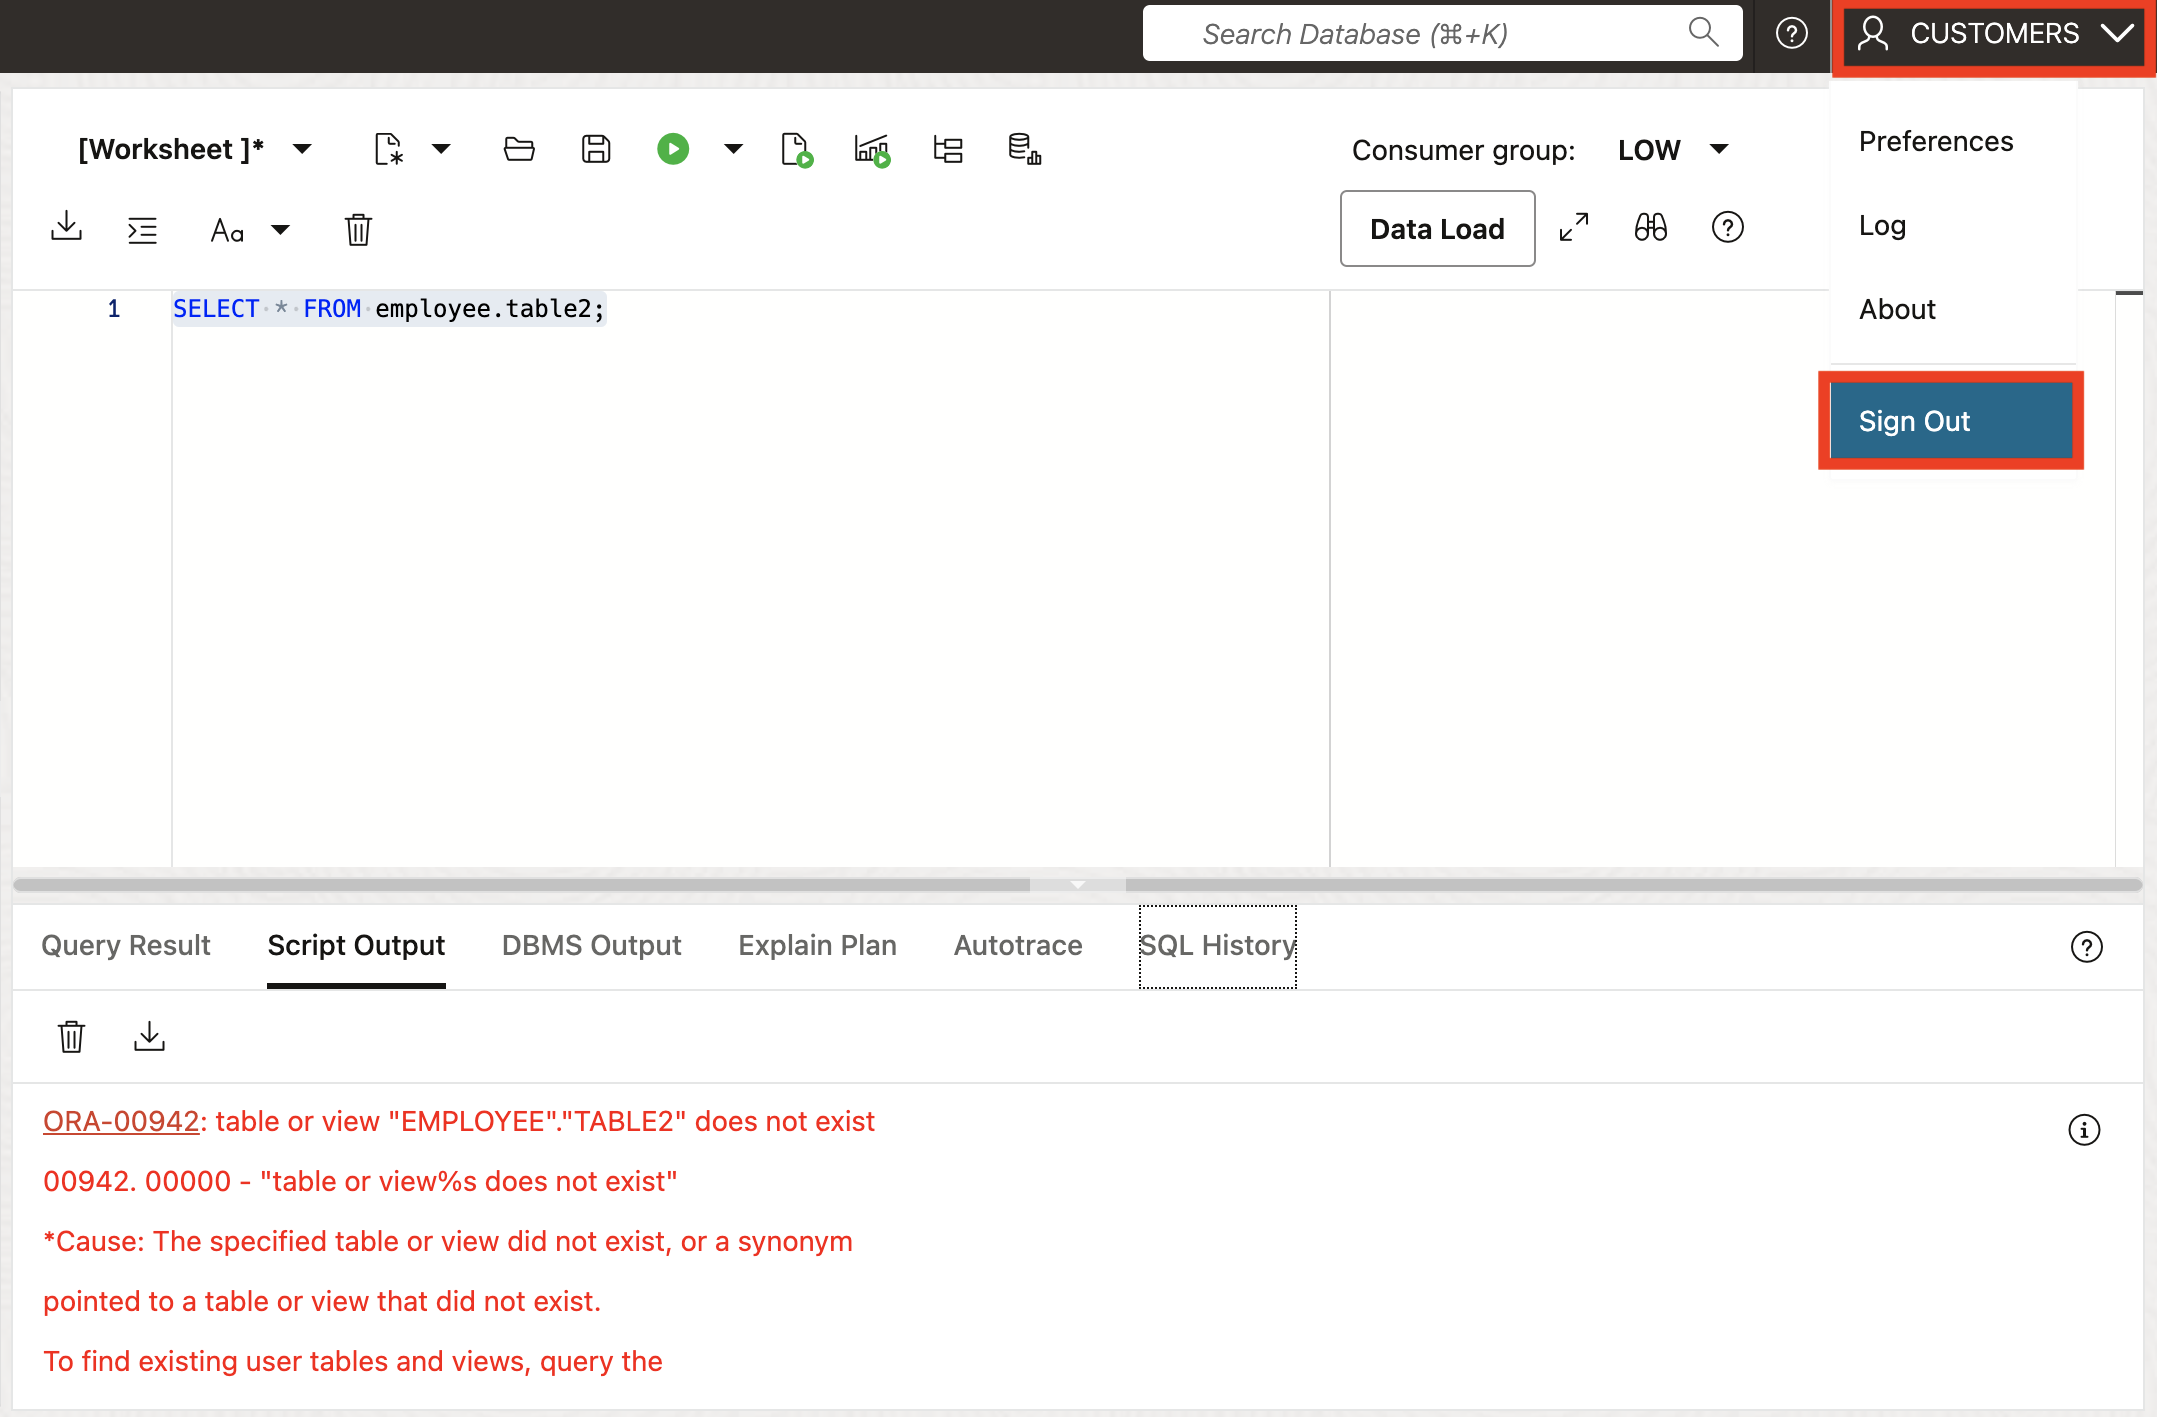 Search Database (⌘+K)
CUSTOMERS
Preferences
Log
About
Sign Out
[Worksheet ]*
Consumer group: LOW
Aa
Data Load
1 SELECT * FROM employee.table2;
Query Result Script Output DBMS Output Explain Plan Autotrace SQL History
ORA-00942: table or view "EMPLOYEE"."TABLE2" does not exist
00942. 00000 - "table or view%s does not exist"
*Cause: The specified table or view did not exist, or a synonym
pointed to a table or view that did not exist.
To find existing user tables and views, query the